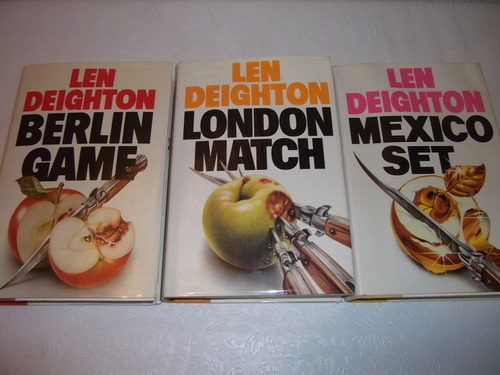 LEN
DEIGHTON
BERLIN
GAME
LEN
DEIGHTON
LONDON
MATCH
LEN
DEIGHTON
MEXICO
SET